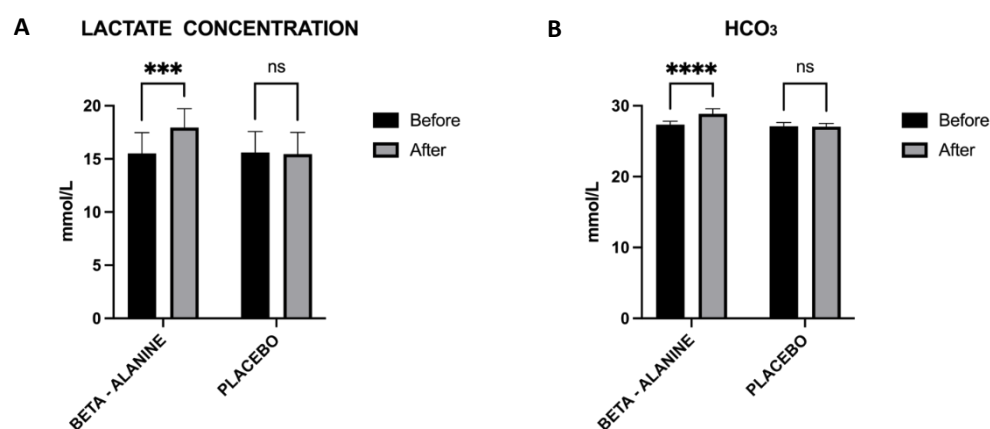 A
LACTATE CONCENTRATION
***
ns
20
15
10
5
0
mmol/L
Before
After
BETA - ALANINE
PLACEBO
B
HCO₃
****
ns
30
20
10
0
mmol/L
Before
After
BETA - ALANINE
PLACEBO